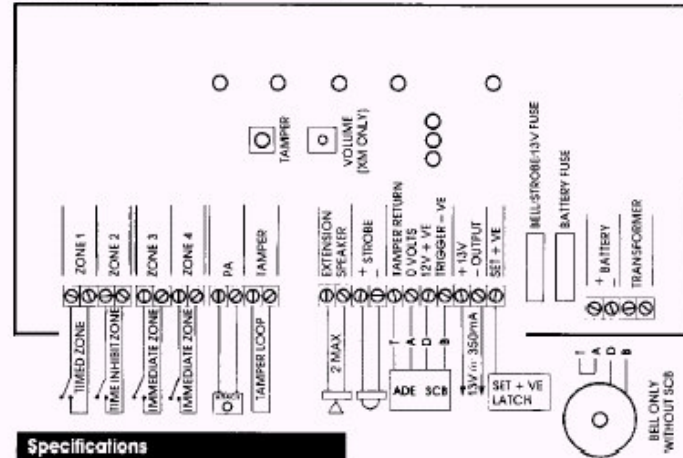 TAMPER
VOLUME
(XM ONLY)
BELL/STROBE/13V FUSE
BATTERY FUSE
ZONE 1
ZONE 2
ZONE 3
ZONE 4
PA
TAMPER
EXTENSION
SPEAKER
+ STROBE
–
TAMPER RETURN
0 VOLTS
12V + VE
TRIGGER – VE
+ 13V
– OUTPUT
SET + VE
+ BATTERY
–
TRANSFORMER
TIMED ZONE
TIME INHIBIT ZONE
IMMEDIATE ZONE
IMMEDIATE ZONE
TAMPER LOOP
2 MAX
T
A
D
B
ADE SCB
350mA
SET + VE
LATCH
T
A
D
B
BELL ONLY
WITHOUT SCB
Specifications